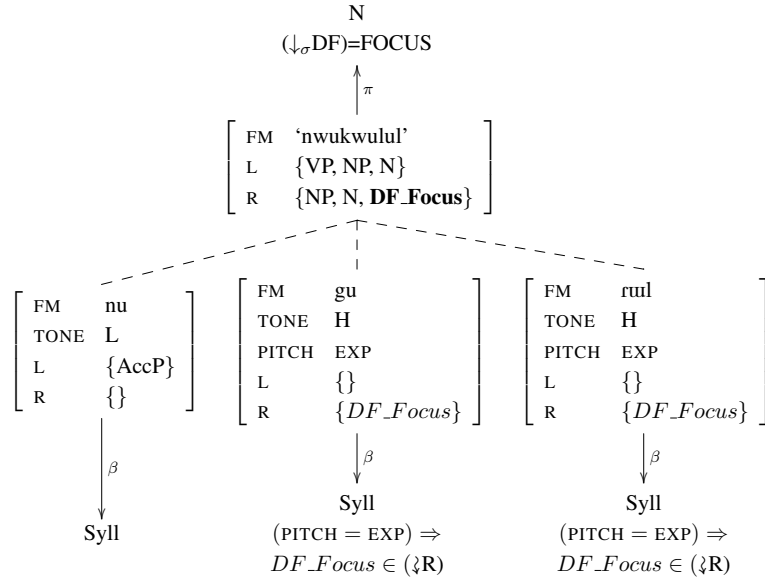 N
(↓σDF)=FOCUS
π
FM ‘nwukwulul’
L {VP, NP, N}
R {NP, N, DF_Focus}
FM nu
TONE L
L {AccP}
R {}
FM gu
TONE H
PITCH EXP
L {}
R {DF_Focus}
FM ɾɯl
TONE H
PITCH EXP
L {}
R {DF_Focus}
β
β
β
Syll
Syll
(PITCH = EXP) ⇒
DF_Focus ∈ (⤸R)
Syll
(PITCH = EXP) ⇒
DF_Focus ∈ (⤸R)